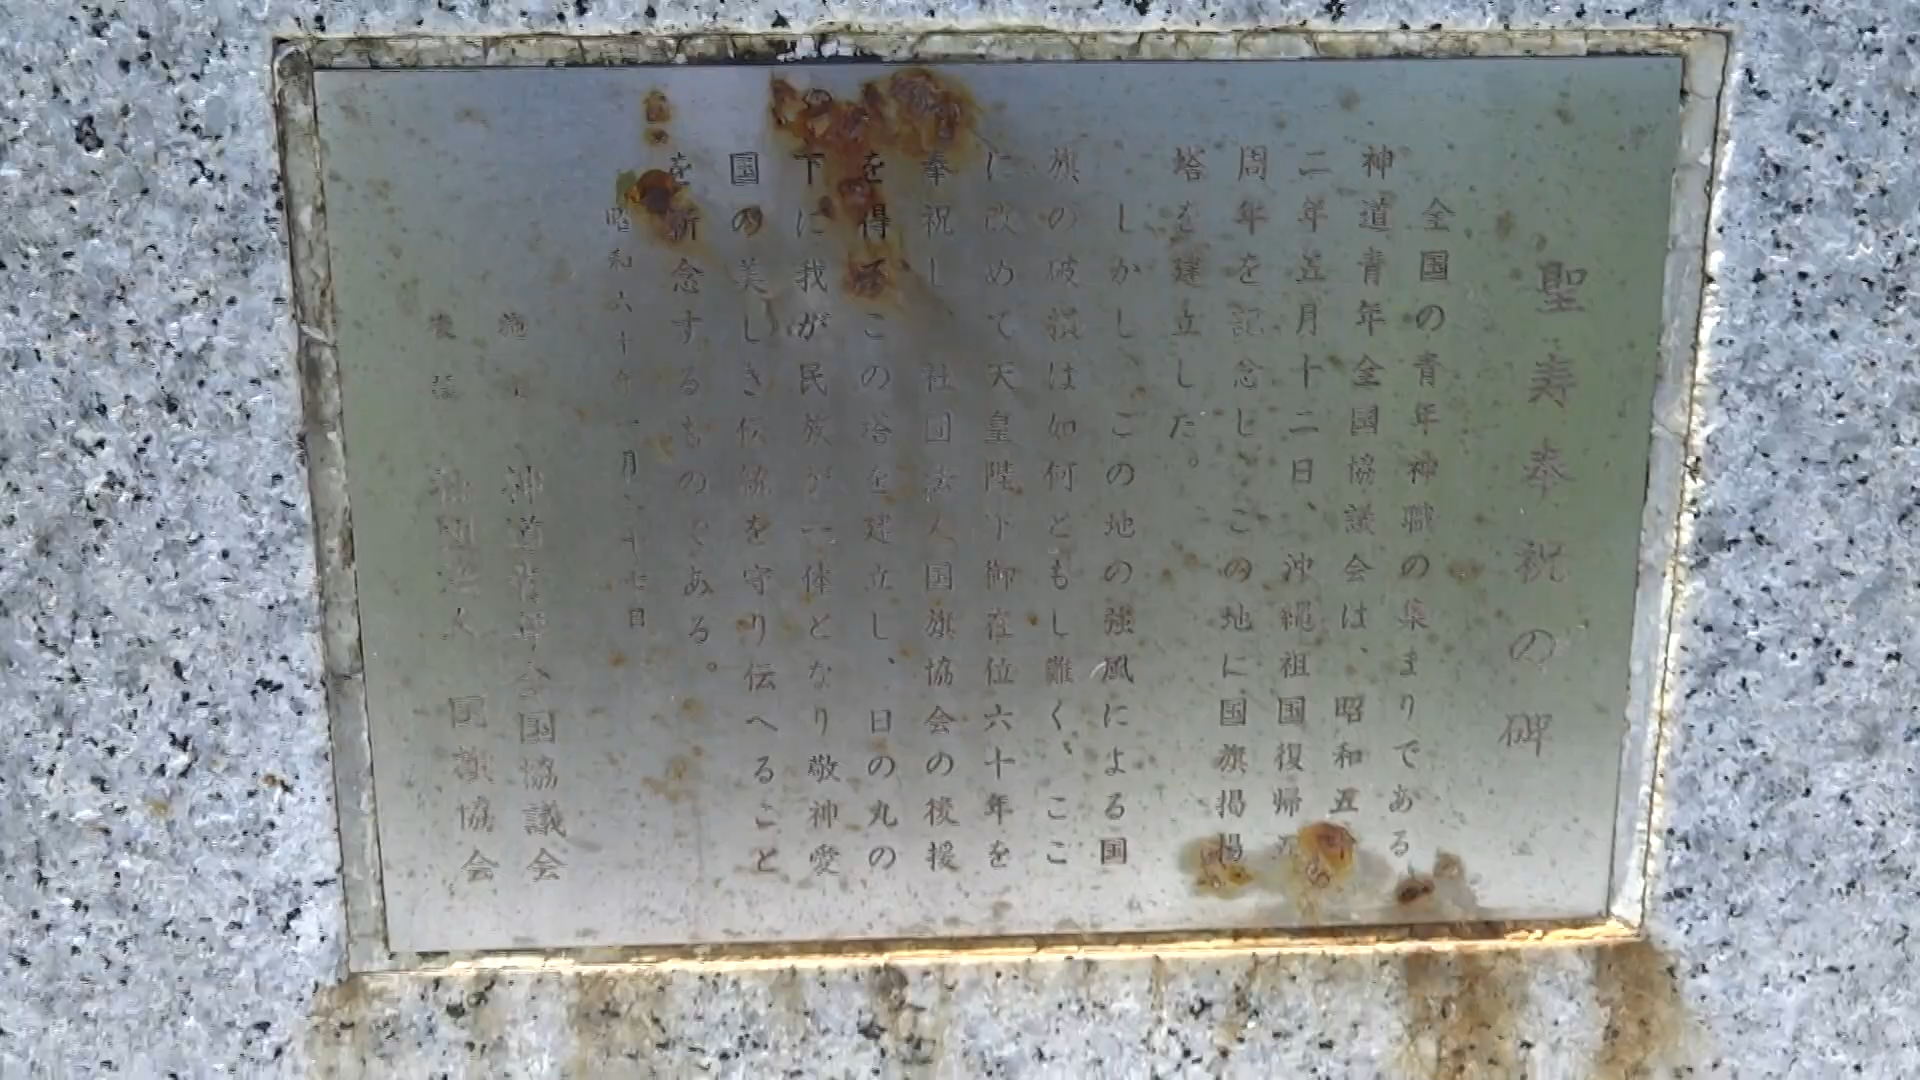 聖寿奉祝の碑
全国の青年神職の集まりである
神道青年全国協議会は、昭和五十
二年五月十二日、沖縄祖国復帰五
周年を記念し、この地に国旗掲揚
塔を建立した。
しかし、この地の強風による国
旗の破損は如何ともし難く、ここ
に改めて天皇陛下御在位六十年を
奉祝し、社団法人国旗協会の後援
を得てこの塔を建立し、日の丸の
下に我が民族が一体となり敬神愛
国の美しき伝統を守り伝へること
を祈念するものである。
昭和六十年一月二十七日
神道青年全国協議会
後援 社団法人 国旗協会